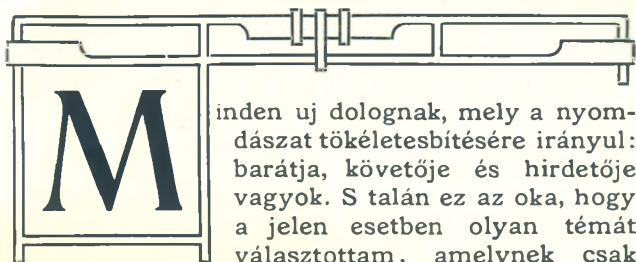 Minden uj dolognak, mely a nyom-
dászat tökéletesbítésére irányul:
barátja, követője és hirdetője
vagyok. S talán ez az oka, hogy
a jelen esetben olyan témát
választottam, amelynek csak